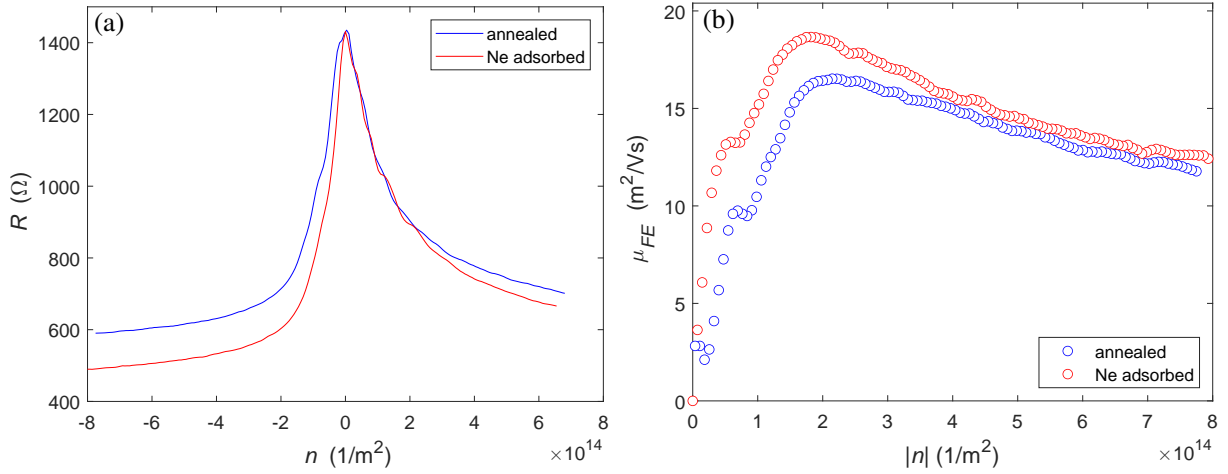 (a)
1400
1200
1000
800
600
400
R (Ω)
-8 -6 -4 -2 0 2 4 6 8
n (1/m²)
×10¹⁴
annealed
Ne adsorbed
(b)
20
15
10
5
0
μ_FE (m²/Vs)
0 1 2 3 4 5 6 7 8
|n| (1/m²)
×10¹⁴
annealed
Ne adsorbed